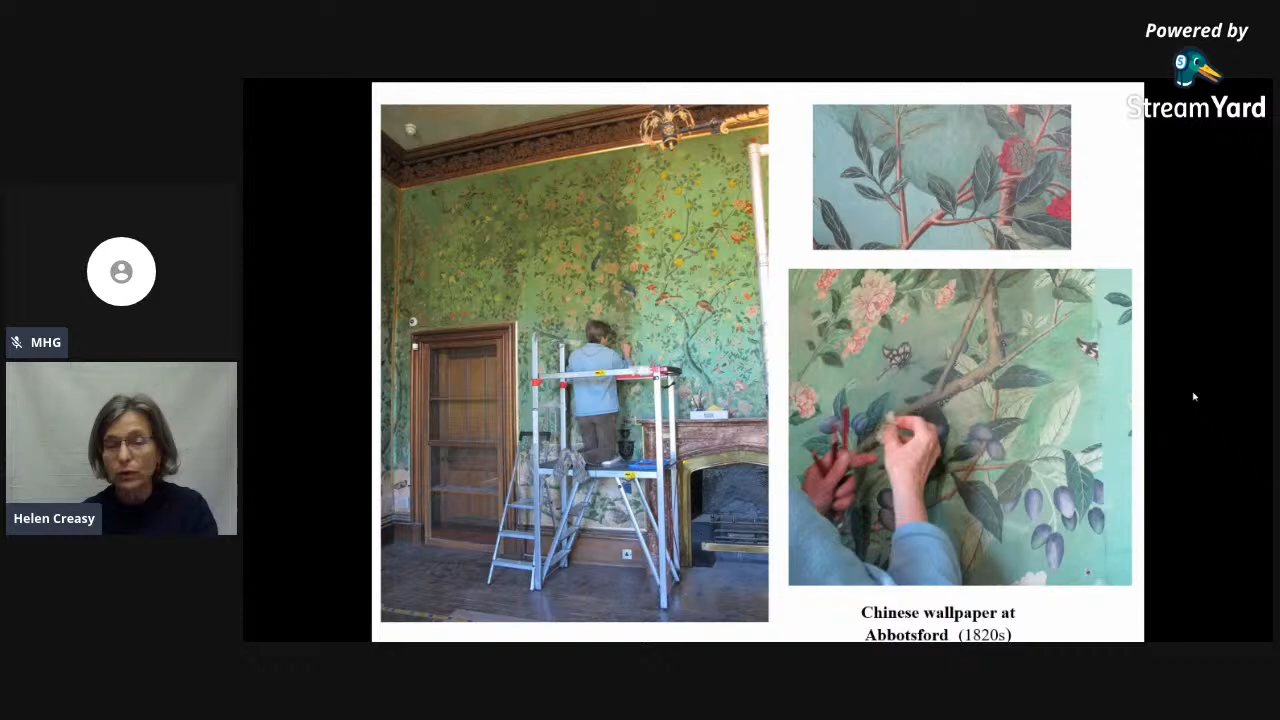 Powered by
StreamYard
MHG
Helen Creasy
Chinese wallpaper at
Abbotsford (1820s)